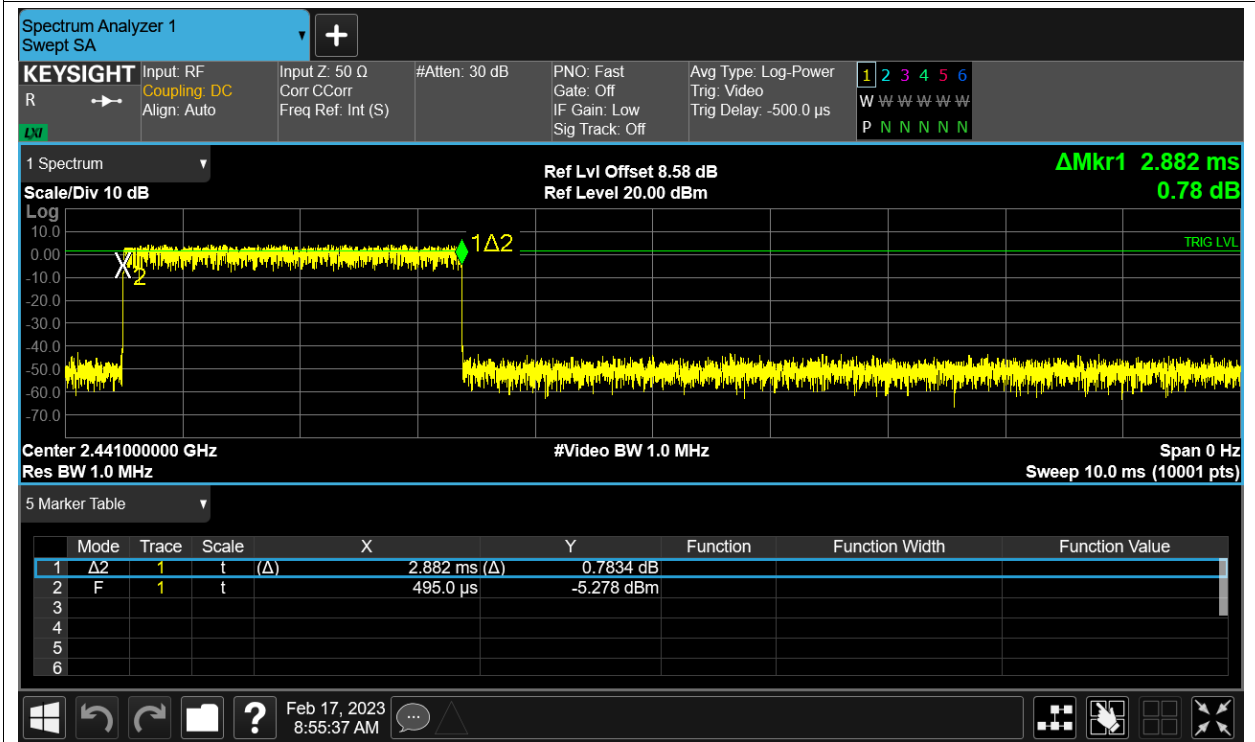 Spectrum Analyzer 1
Swept SA
+
KEYSIGHT
R
LXI
Input: RF
Coupling: DC
Align: Auto
Input Z: 50 Ω
Corr CCorr
Freq Ref: Int (S)
#Atten: 30 dB
PNO: Fast
Gate: Off
IF Gain: Low
Sig Track: Off
Avg Type: Log-Power
Trig: Video
Trig Delay: -500.0 µs
1 2 3 4 5 6
W W W W W W
P N N N N N
1 Spectrum
Scale/Div 10 dB
Ref Lvl Offset 8.58 dB
Ref Level 20.00 dBm
ΔMkr1 2.882 ms
0.78 dB
Log
10.0
0.00
-10.0
-20.0
-30.0
-40.0
-50.0
-60.0
-70.0
1Δ2
2
TRIG LVL
Center 2.441000000 GHz
#Video BW 1.0 MHz
Span 0 Hz
Res BW 1.0 MHz
Sweep 10.0 ms (10001 pts)
5 Marker Table
Mode Trace Scale X Y Function Function Width Function Value
1 Δ2 1 t (Δ) 2.882 ms (Δ) 0.7834 dB
2 F 1 t 495.0 µs -5.278 dBm
3
4
5
6
?
Feb 17, 2023
8:55:37 AM